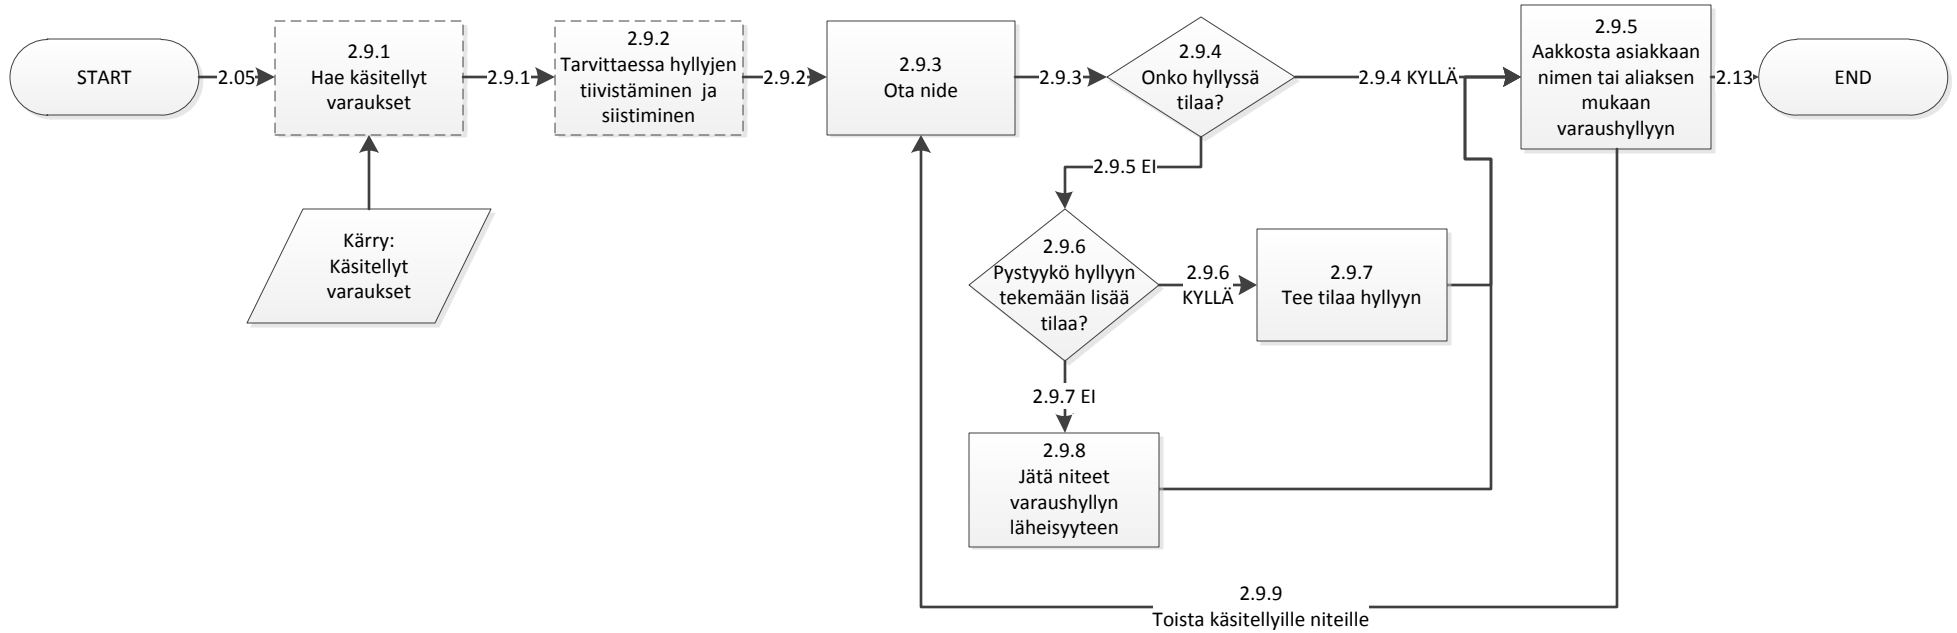 START
2.05
2.9.1
Hae käsitellyt
varaukset
2.9.1
2.9.2
Tarvittaessa hyllyjen
tiivistäminen ja
siistiminen
2.9.2
2.9.3
Ota nide
2.9.3
2.9.4
Onko hyllyssä
tilaa?
2.9.4 KYLLÄ
2.9.5
Aakkosta asiakkaan
nimen tai aliaksen
mukaan
varaushyllyyn
2.13
END
2.9.5 EI
Kärry:
Käsitellyt
varaukset
2.9.6
Pystyykö hyllyyn
tekemään lisää
tilaa?
2.9.6
KYLLÄ
2.9.7
Tee tilaa hyllyyn
2.9.7 EI
2.9.8
Jätä niteet
varaushyllyn
läheisyyteen
2.9.9
Toista käsitellyille niteille